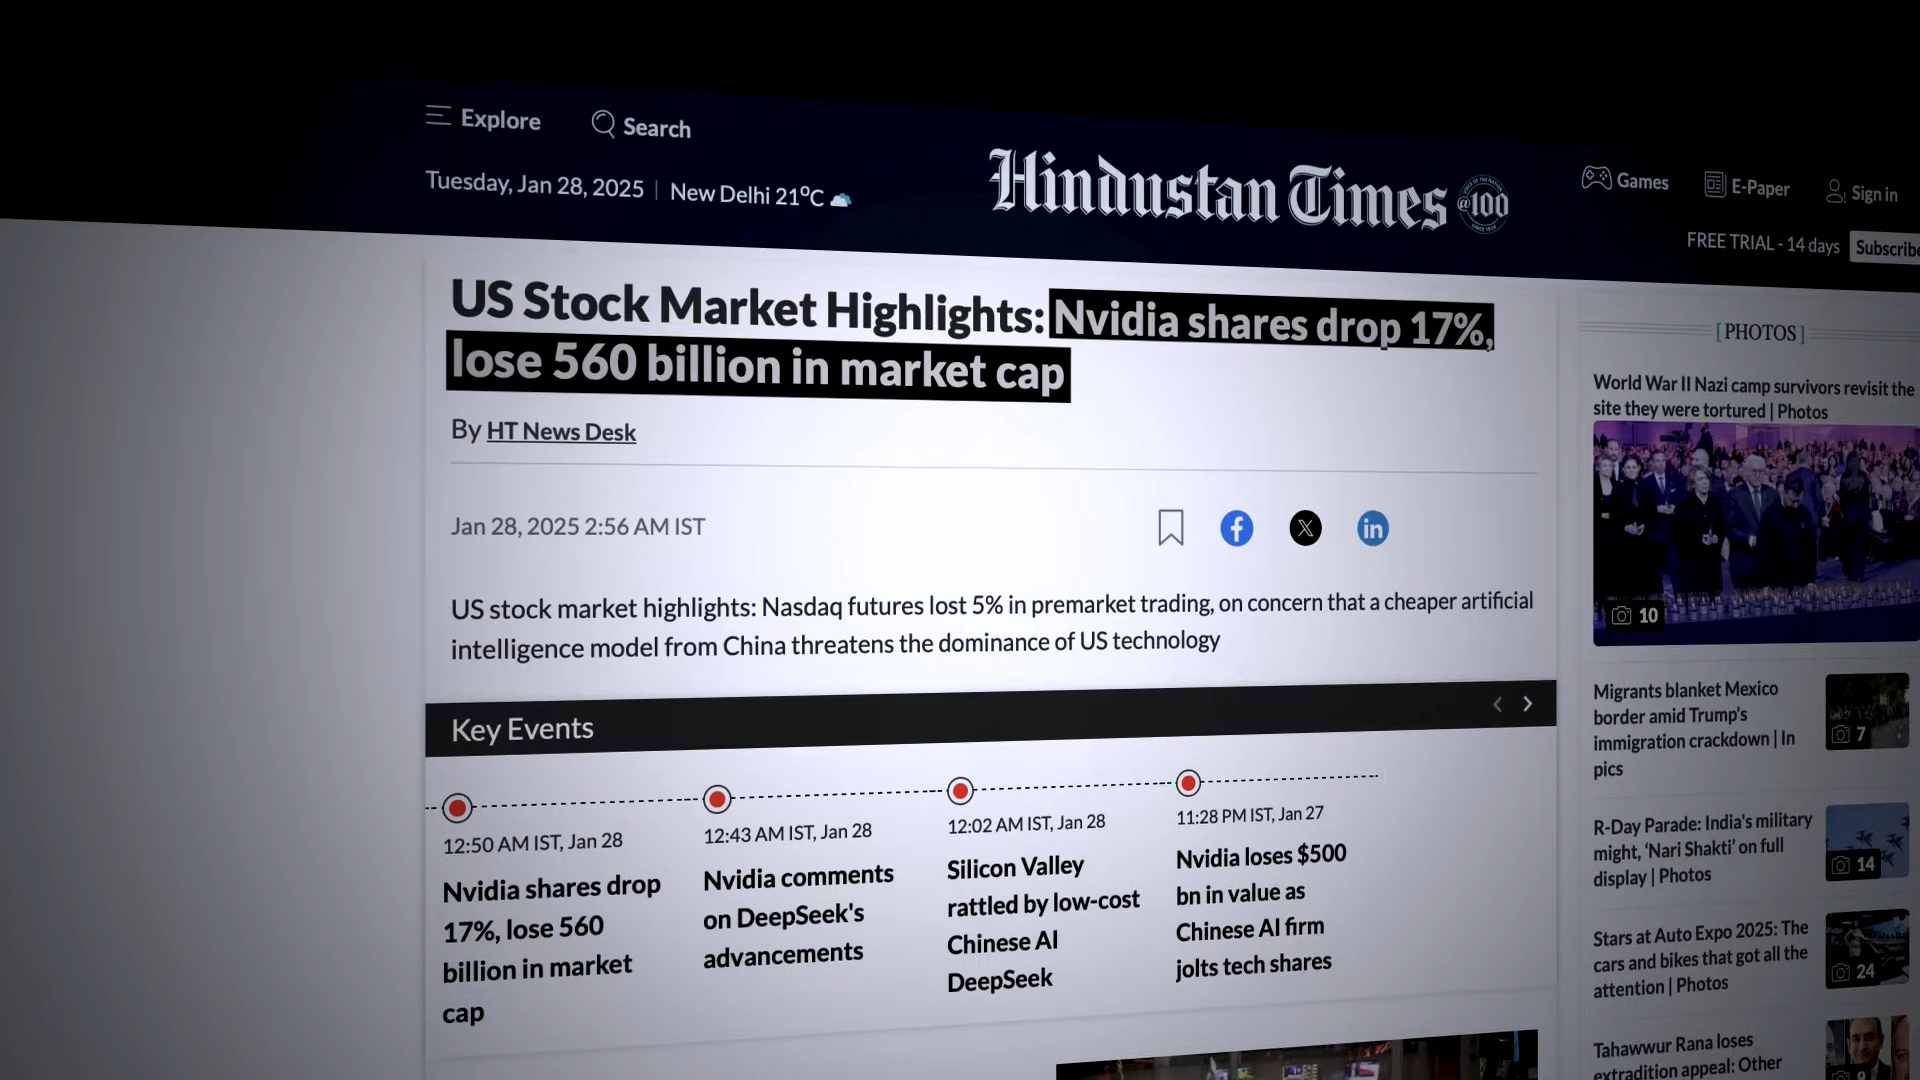 Explore
Search
Tuesday, Jan 28, 2025 | New Delhi 21°C
Hindustan Times
@100
Games
E-Paper
Sign in
FREE TRIAL - 14 days
Subscribe
US Stock Market Highlights: Nvidia shares drop 17%,
lose 560 billion in market cap
By HT News Desk
Jan 28, 2025 2:56 AM IST
US stock market highlights: Nasdaq futures lost 5% in premarket trading, on concern that a cheaper artificial
intelligence model from China threatens the dominance of US technology
Key Events
12:50 AM IST, Jan 28
Nvidia shares drop
17%, lose 560
billion in market
cap
12:43 AM IST, Jan 28
Nvidia comments
on DeepSeek's
advancements
12:02 AM IST, Jan 28
Silicon Valley
rattled by low-cost
Chinese AI
DeepSeek
11:28 PM IST, Jan 27
Nvidia loses $500
bn in value as
Chinese AI firm
jolts tech shares
[PHOTOS]
World War II Nazi camp survivors revisit the
site they were tortured | Photos
10
Migrants blanket Mexico
border amid Trump's
immigration crackdown | In
pics
7
R-Day Parade: India's military
might, 'Nari Shakti' on full
display | Photos
14
Stars at Auto Expo 2025: The
cars and bikes that got all the
attention | Photos
24
Tahawwur Rana loses
extradition appeal: Other
9